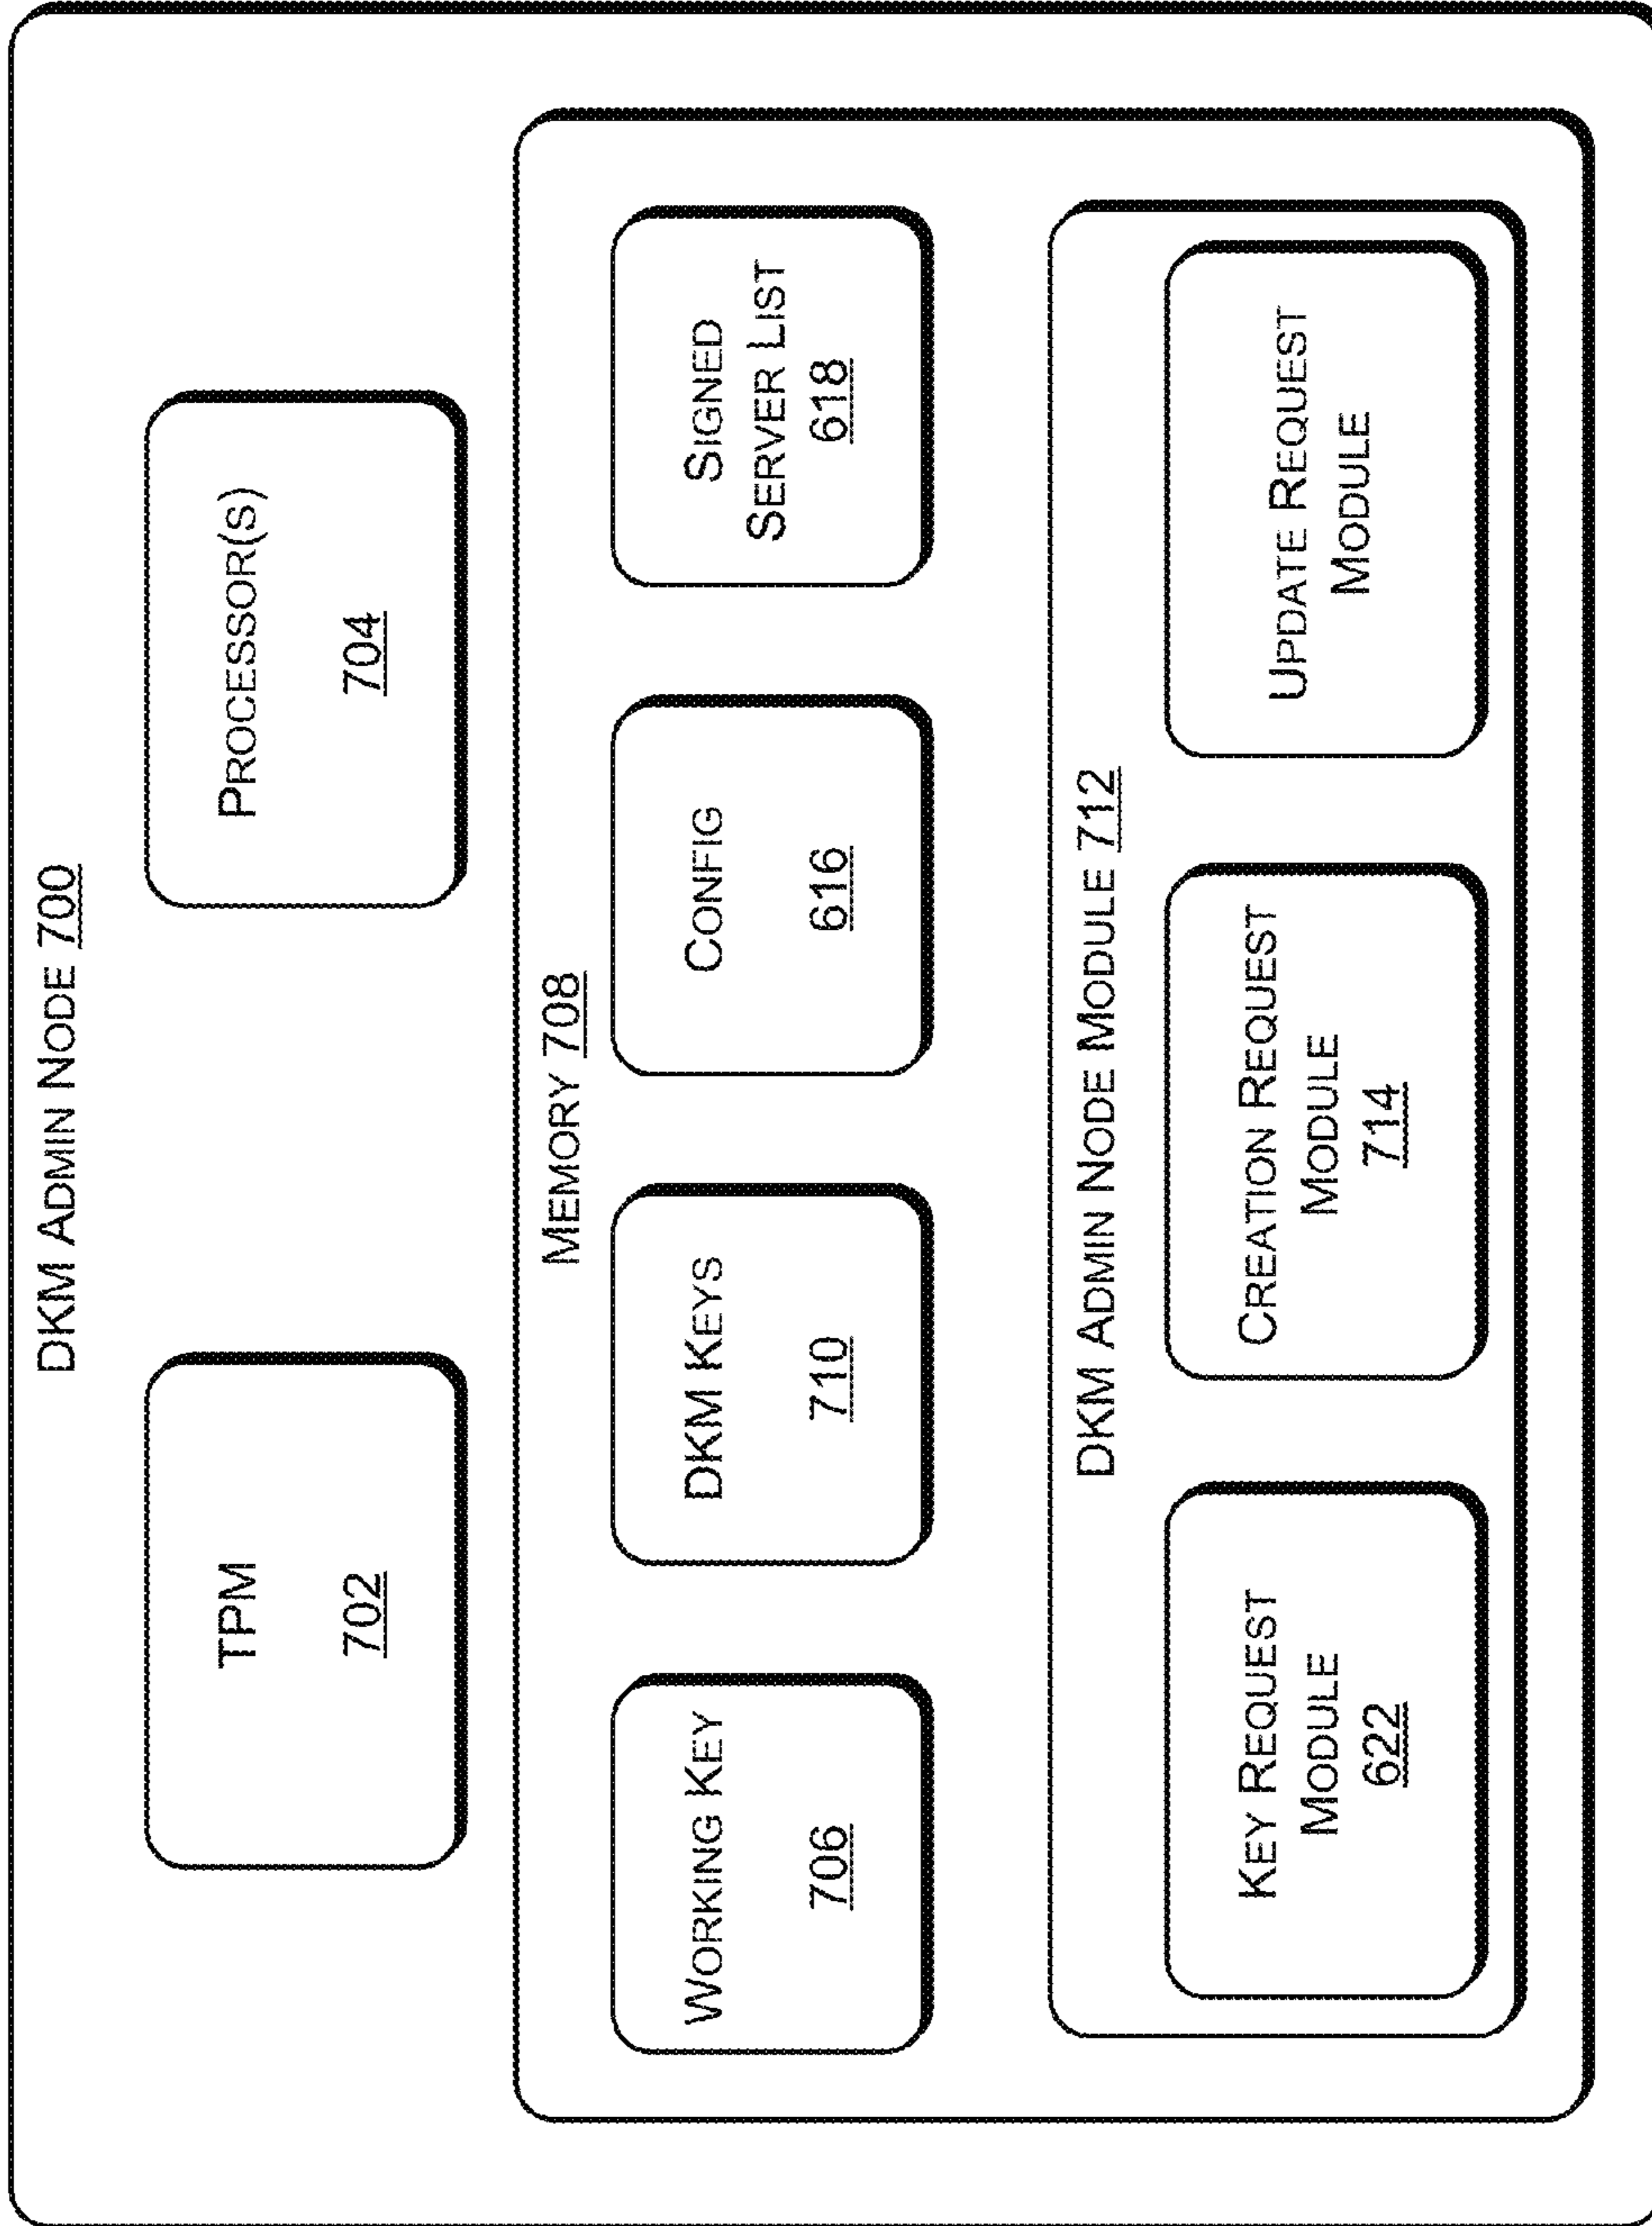 DKM ADMIN NODE 700
TPM
702
PROCESSOR(S)
704
MEMORY 708
WORKING KEY
706
DKM KEYS
710
CONFIG
616
SIGNED
SERVER LIST
618
DKM ADMIN NODE MODULE 712
KEY REQUEST
MODULE
622
CREATION REQUEST
MODULE
714
UPDATE REQUEST
MODULE